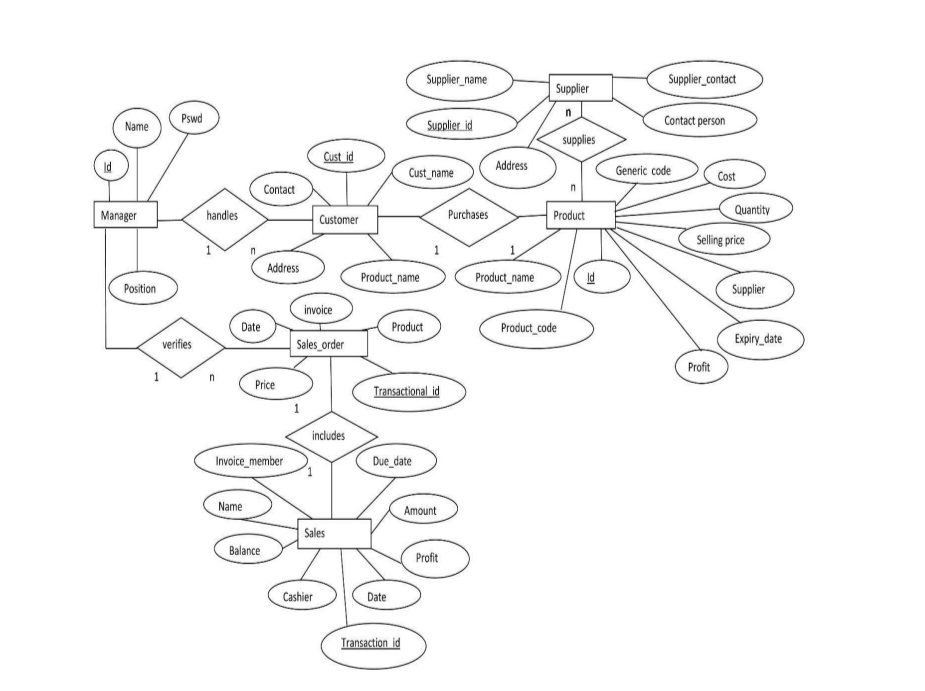 Supplier_name
Supplier
Supplier_contact
Supplier_id
n
Contact person
supplies
Address
n
Name
Pswd
Id
Cust_id
Contact
Cust_name
Generic code
Cost
Quantity
Selling price
Supplier
Expiry_date
Profit
Manager
handles
1
n
Customer
Purchases
1
1
Product
Address
Product_name
Product_name
Id
Product_code
Position
invoice
Date
Product
verifies
1
n
Sales_order
Price
Transactional_id
1
includes
1
Invoice_member
Due_date
Name
Amount
Sales
Balance
Profit
Cashier
Date
Transaction_id